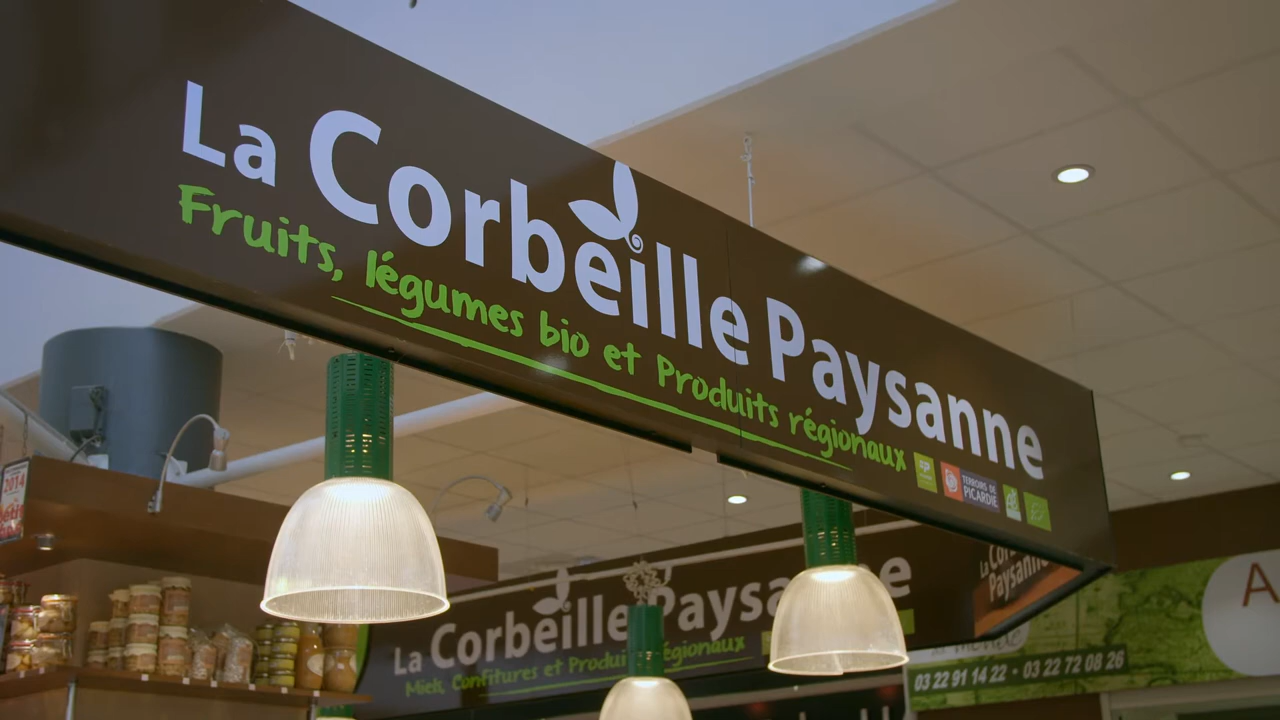 La Corbeille Paysanne
Fruits, légumes bio et Produits régionaux
TERROIRS DE
PICARDIE
2014
La Corbeille Paysanne
Miels, Confitures et Produits régionaux
La Corbeille
Paysanne
A
03 22 91 14 22 • 03 22 72 08 26